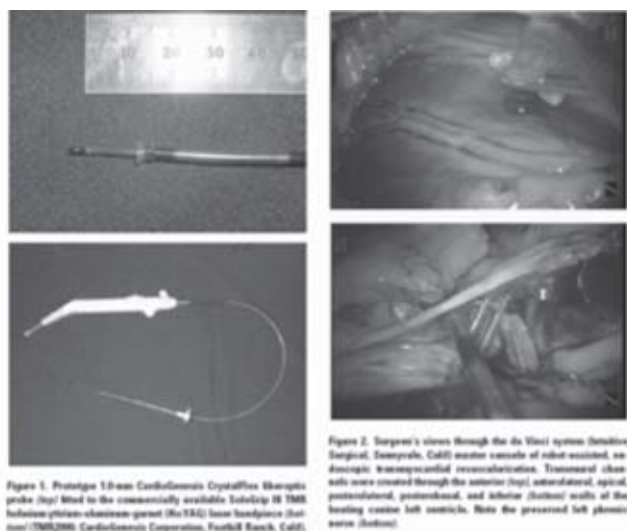 10 20 30 40 50
Figure 1. Prototype 1.0-mm CardioGenesis CrystalFlex fiberoptic
probe (top) fitted to the commercially available SoloGrip III TMR
holmium:yttrium-aluminum-garnet (Ho:YAG) laser handpiece (bot-
tom) (TMR2000, CardioGenesis Corporation, Foothill Ranch, Calif).
Figure 2. Surgeon's views through the da Vinci system (Intuitive
Surgical, Sunnyvale, Calif) master console of robot-assisted, en-
doscopic transmyocardial revascularization. Transmural chan-
nels were created through the anterior (top), anterolateral, apical,
posterolateral, posterobasal, and inferior (bottom) walls of the
beating canine left ventricle. Note the preserved left phrenic
nerve (bottom).